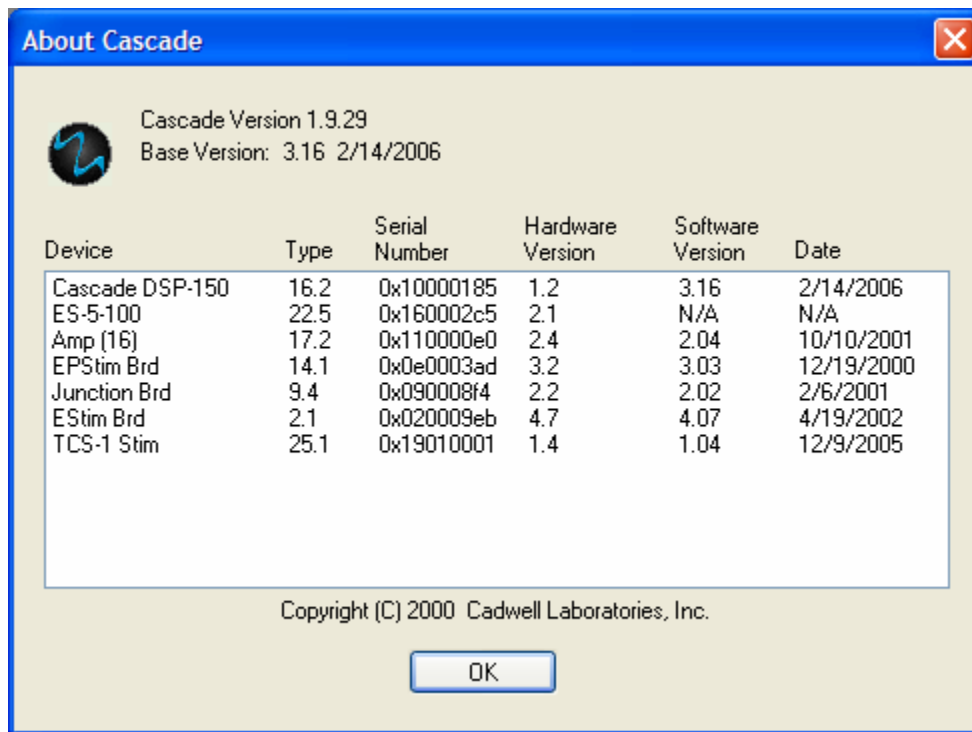 About Cascade
Cascade Version 1.9.29
Base Version: 3.16 2/14/2006
Device Type Serial Number Hardware Version Software Version Date
Cascade DSP-150 16.2 0x10000185 1.2 3.16 2/14/2006
ES-5-100 22.5 0x160002c5 2.1 N/A N/A
Amp (16) 17.2 0x110000e0 2.4 2.04 10/10/2001
EPStim Brd 14.1 0x0e0003ad 3.2 3.03 12/19/2000
Junction Brd 9.4 0x090008f4 2.2 2.02 2/6/2001
EStim Brd 2.1 0x020009eb 4.7 4.07 4/19/2002
TCS-1 Stim 25.1 0x19010001 1.4 1.04 12/9/2005
Copyright (C) 2000 Cadwell Laboratories, Inc.
OK